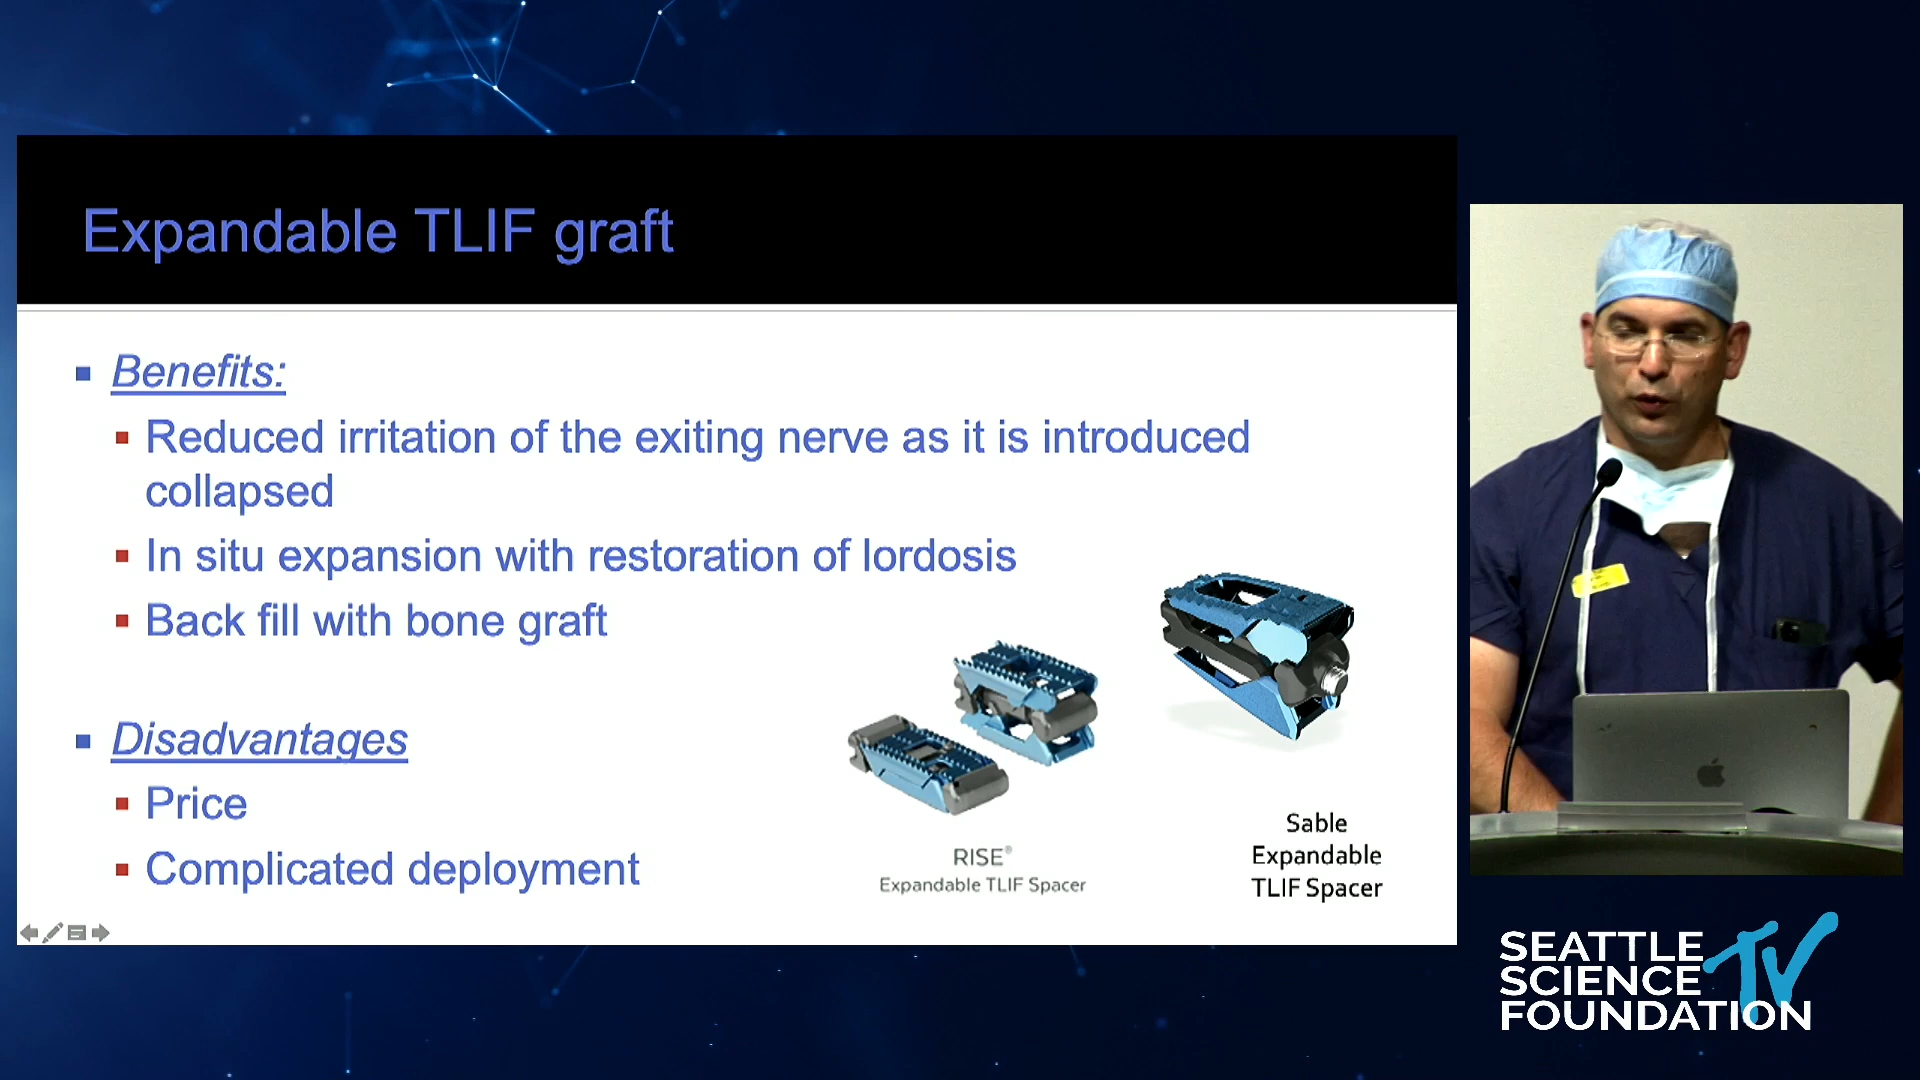 Expandable TLIF graft
Benefits:
Reduced irritation of the exiting nerve as it is introduced
collapsed
In situ expansion with restoration of lordosis
Back fill with bone graft
Disadvantages
Price
Complicated deployment
RISE®
Expandable TLIF Spacer
Sable
Expandable
TLIF Spacer
SEATTLE
SCIENCE
FOUNDATION
TV